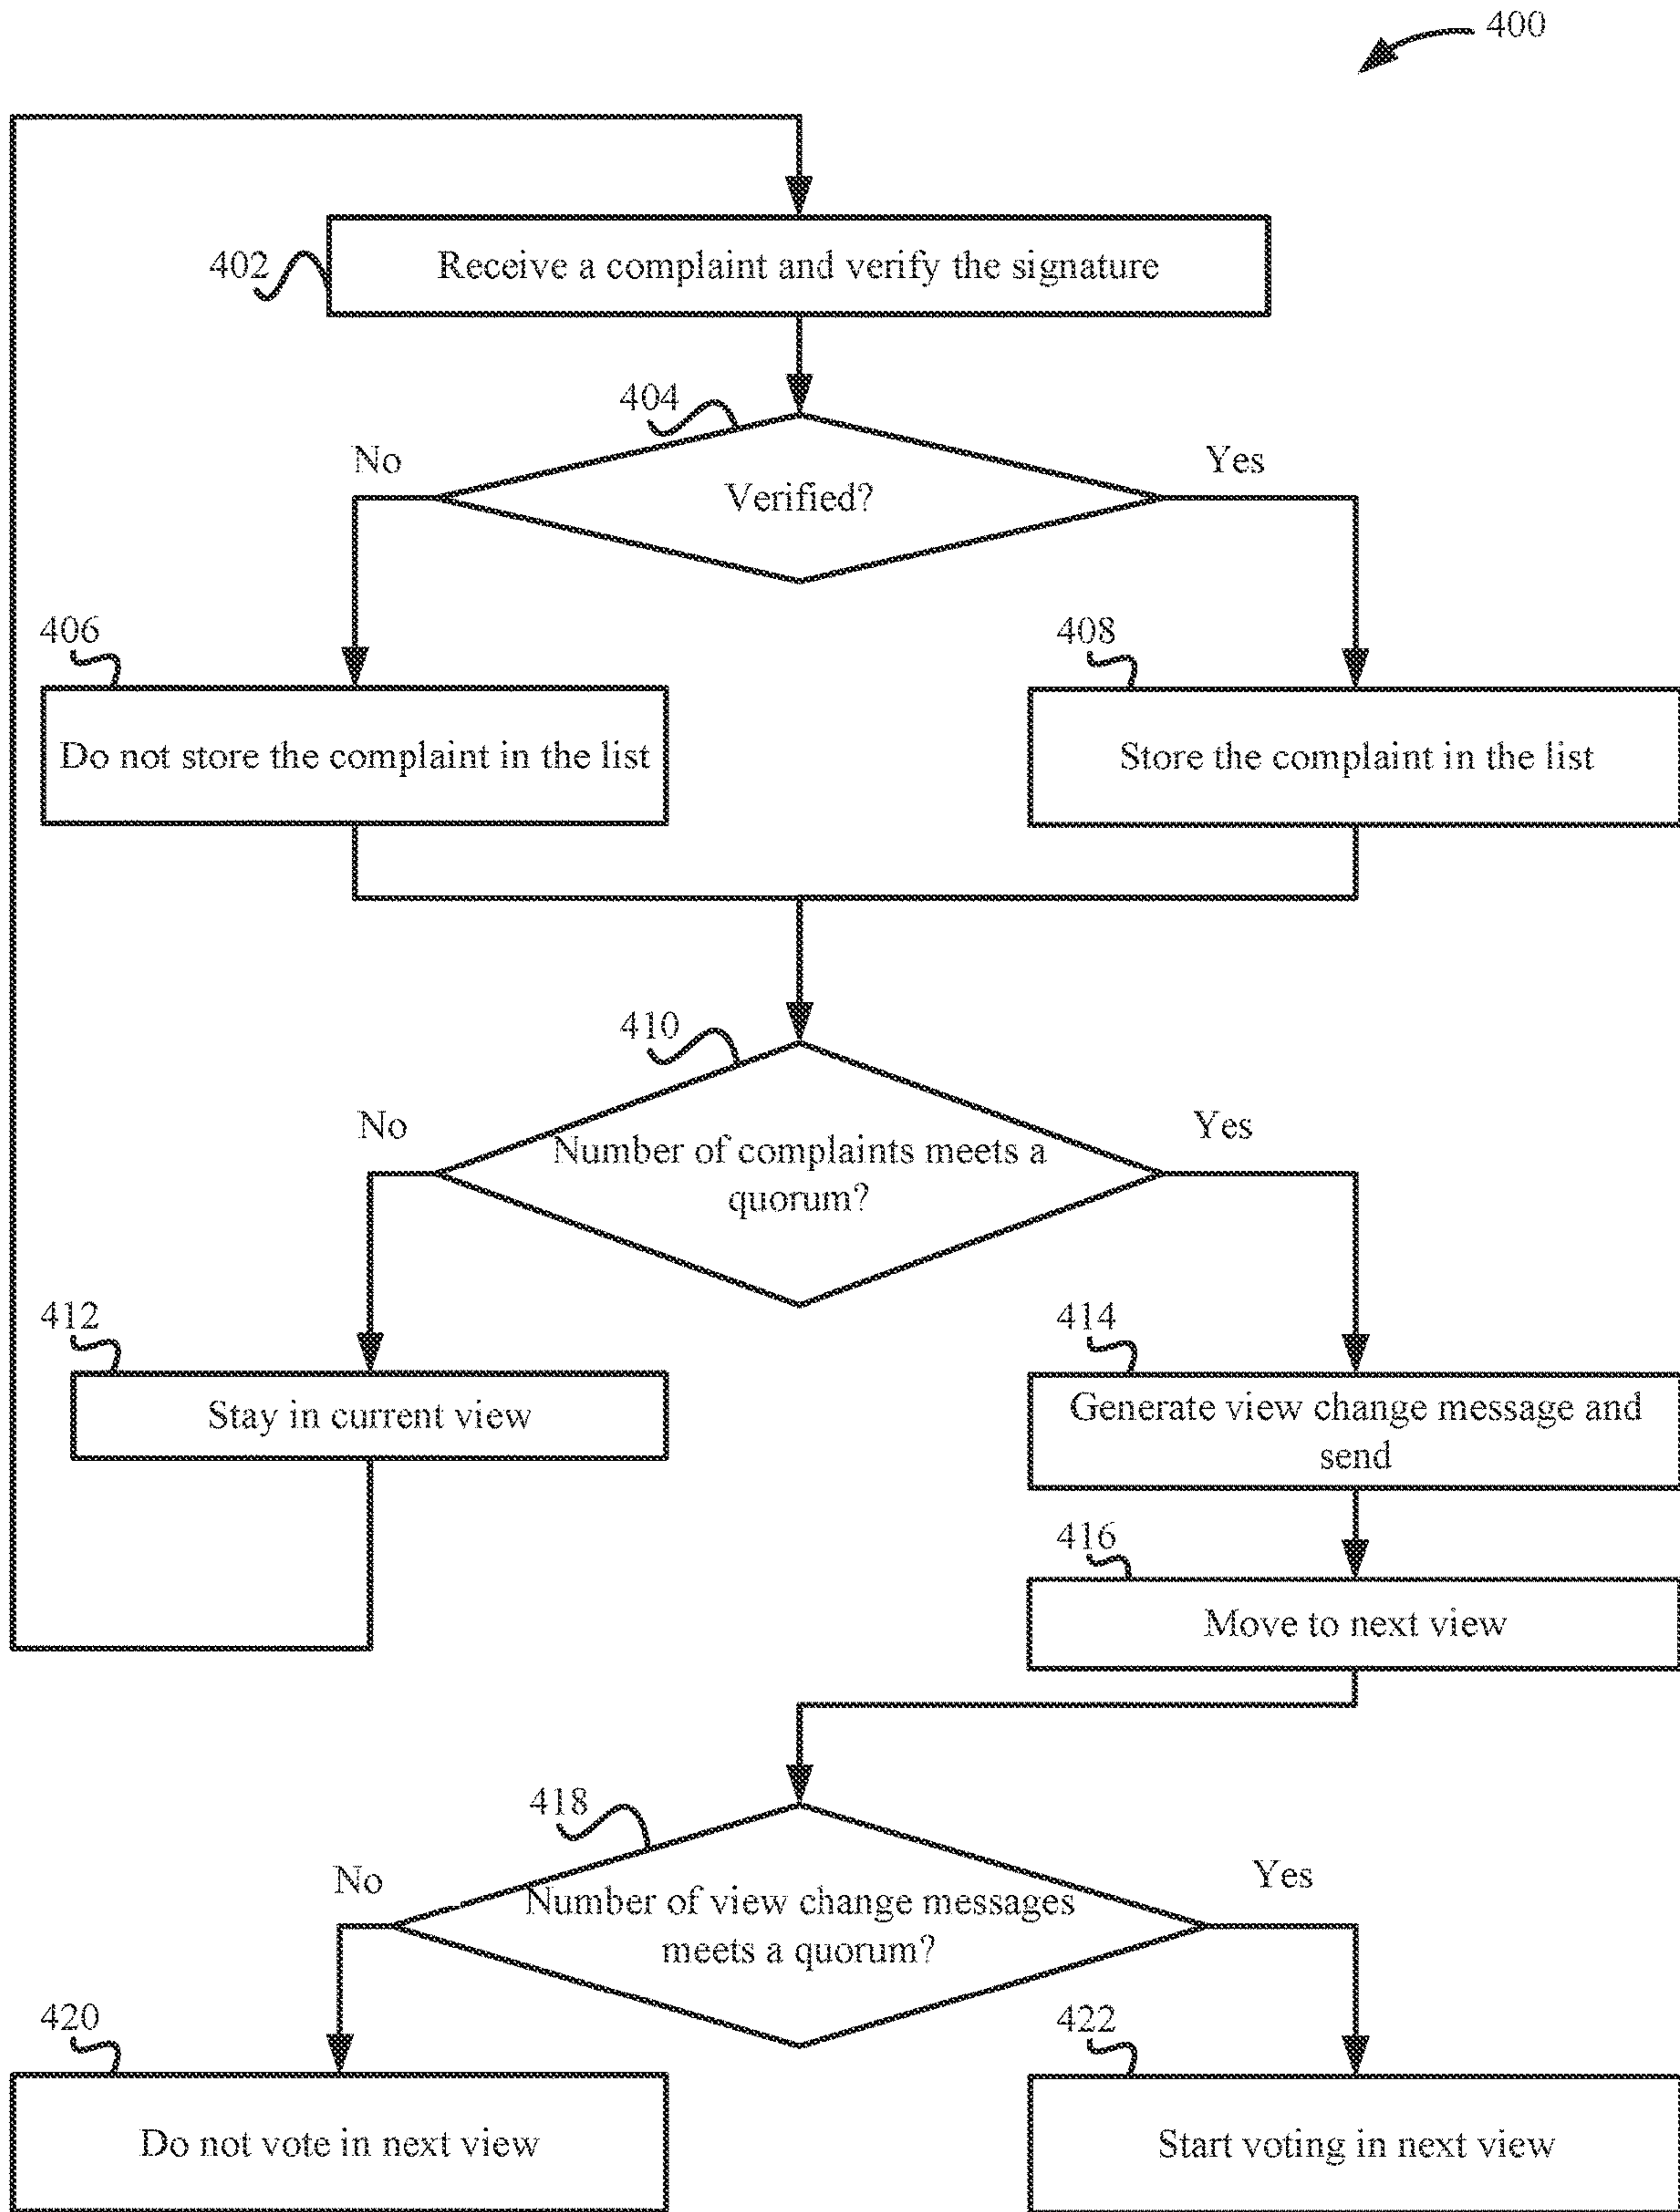 400
402
Receive a complaint and verify the signature
404
No
Yes
Verified?
406
408
Do not store the complaint in the list
Store the complaint in the list
410
No
Yes
Number of complaints meets a
quorum?
412
414
Stay in current view
Generate view change message and
send
416
Move to next view
418
No
Yes
Number of view change messages
meets a quorum?
420
422
Do not vote in next view
Start voting in next view